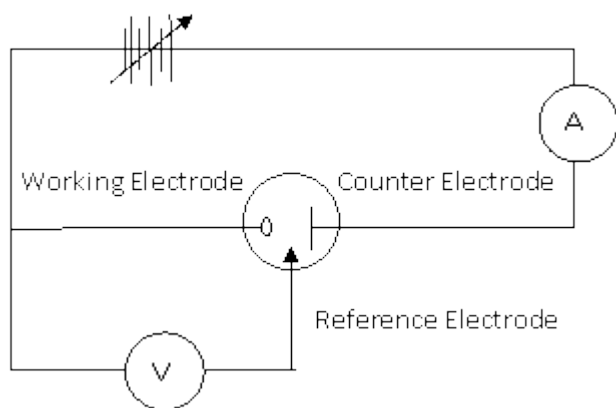 A
Working Electrode
Counter Electrode
Reference Electrode
V